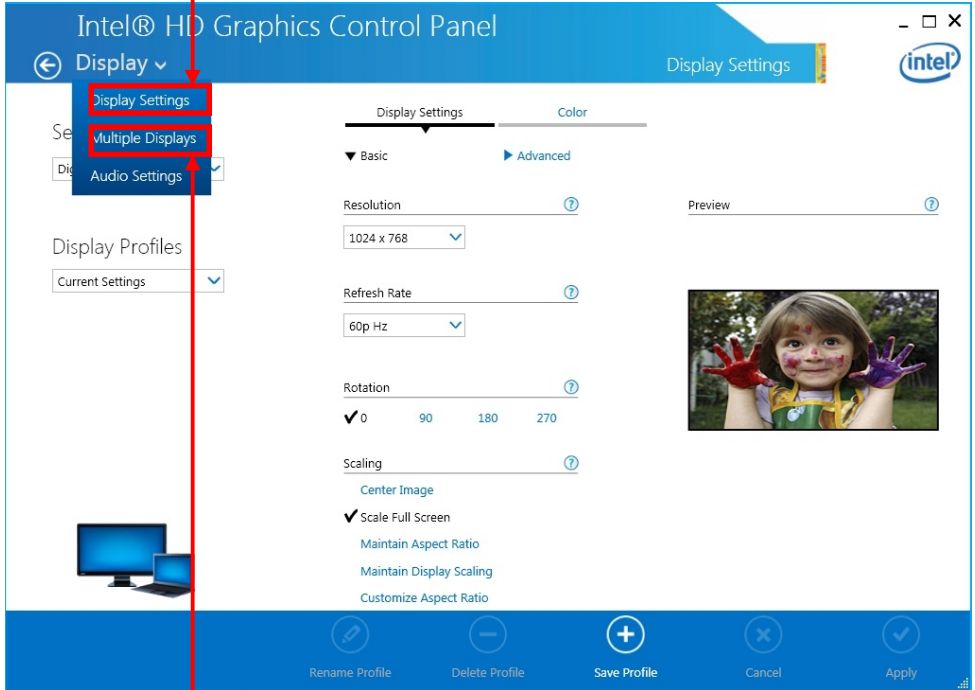 Intel® HD Graphics Control Panel
Display
Display Settings
intel
Display Settings
Multiple Displays
Audio Settings
Se
Dig
Display Profiles
Current Settings
Display Settings
Color
Basic
Advanced
Resolution
1024 x 768
Refresh Rate
60p Hz
Rotation
0 90 180 270
Scaling
Center Image
Scale Full Screen
Maintain Aspect Ratio
Maintain Display Scaling
Customize Aspect Ratio
Preview
Rename Profile
Delete Profile
Save Profile
Cancel
Apply